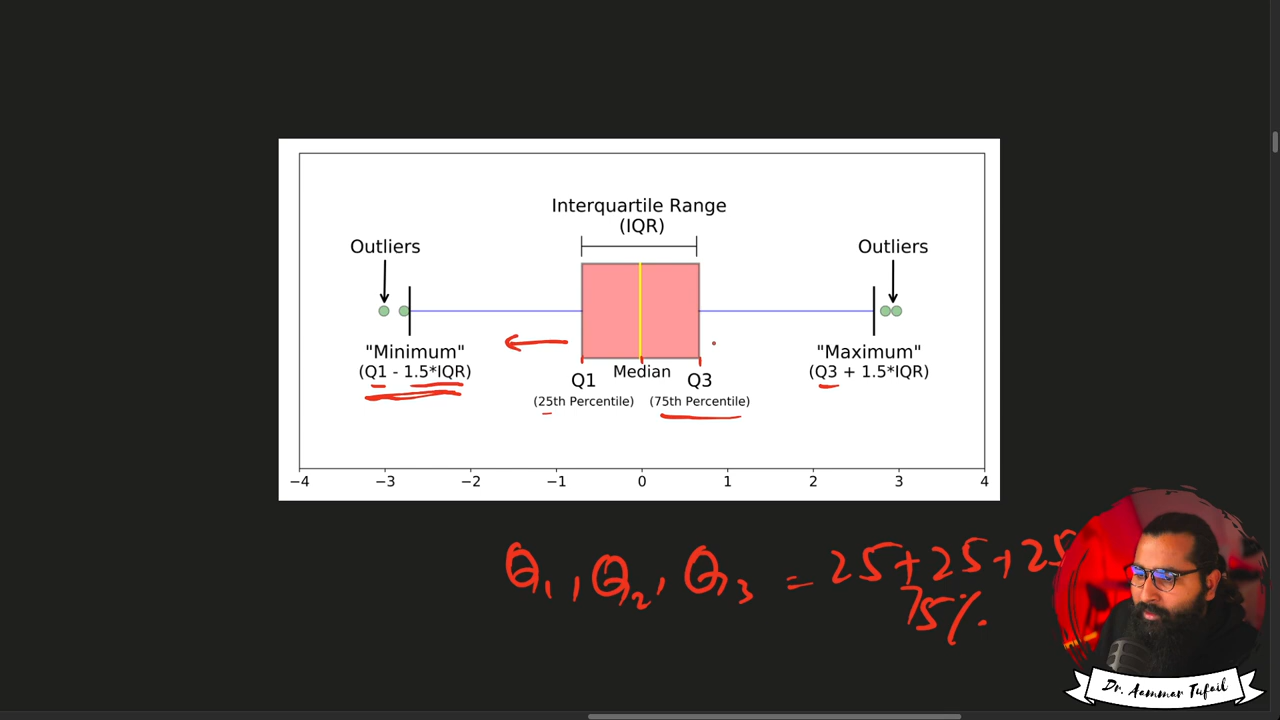 Interquartile Range
(IQR)
Outliers
Outliers
"Minimum"
(Q1 - 1.5*IQR)
"Maximum"
(Q3 + 1.5*IQR)
Median
Q1
Q3
(25th Percentile)
(75th Percentile)
−4 −3 −2 −1 0 1 2 3 4
Q1, Q2, Q3 = 25+25+25
75%
Dr. Aammar Tufail